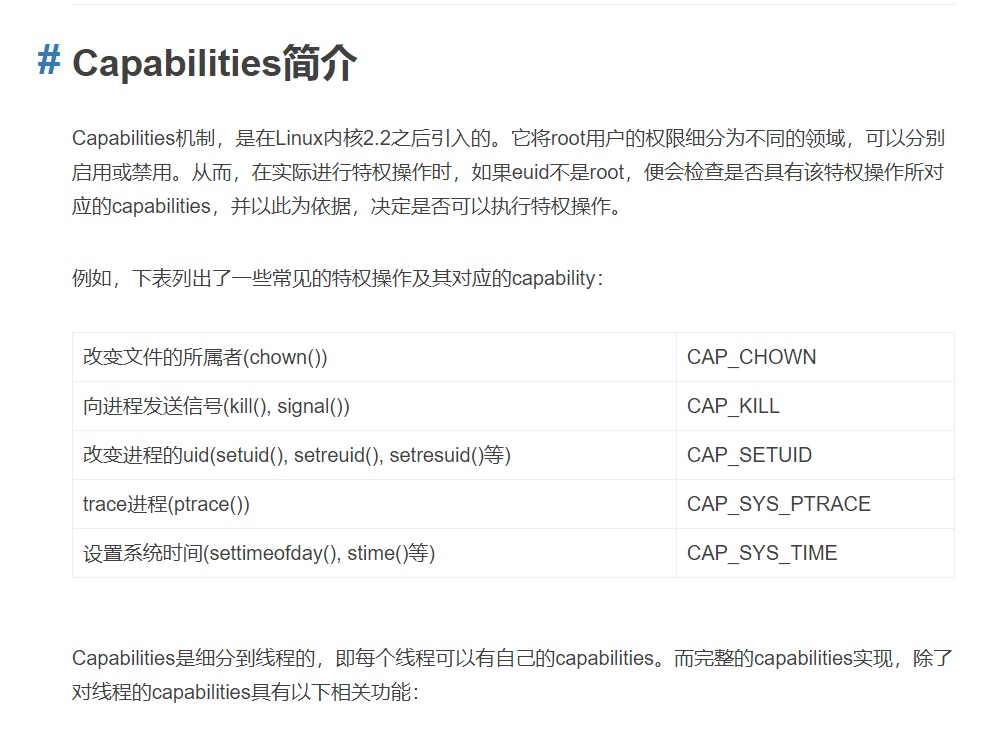 # Capabilities简介
Capabilities机制，是在Linux内核2.2之后引入的。它将root用户的权限细分为不同的领域，可以分别
启用或禁用。从而，在实际进行特权操作时，如果euid不是root，便会检查是否具有该特权操作所对
应的capabilities，并以此为依据，决定是否可以执行特权操作。
例如，下表列出了一些常见的特权操作及其对应的capability：
改变文件的所属者(chown()) CAP_CHOWN
向进程发送信号(kill(), signal()) CAP_KILL
改变进程的uid(setuid(), setreuid(), setresuid()等) CAP_SETUID
trace进程(ptrace()) CAP_SYS_PTRACE
设置系统时间(settimeofday(), stime()等) CAP_SYS_TIME
Capabilities是细分到线程的，即每个线程可以有自己的capabilities。而完整的capabilities实现，除了
对线程的capabilities具有以下相关功能：